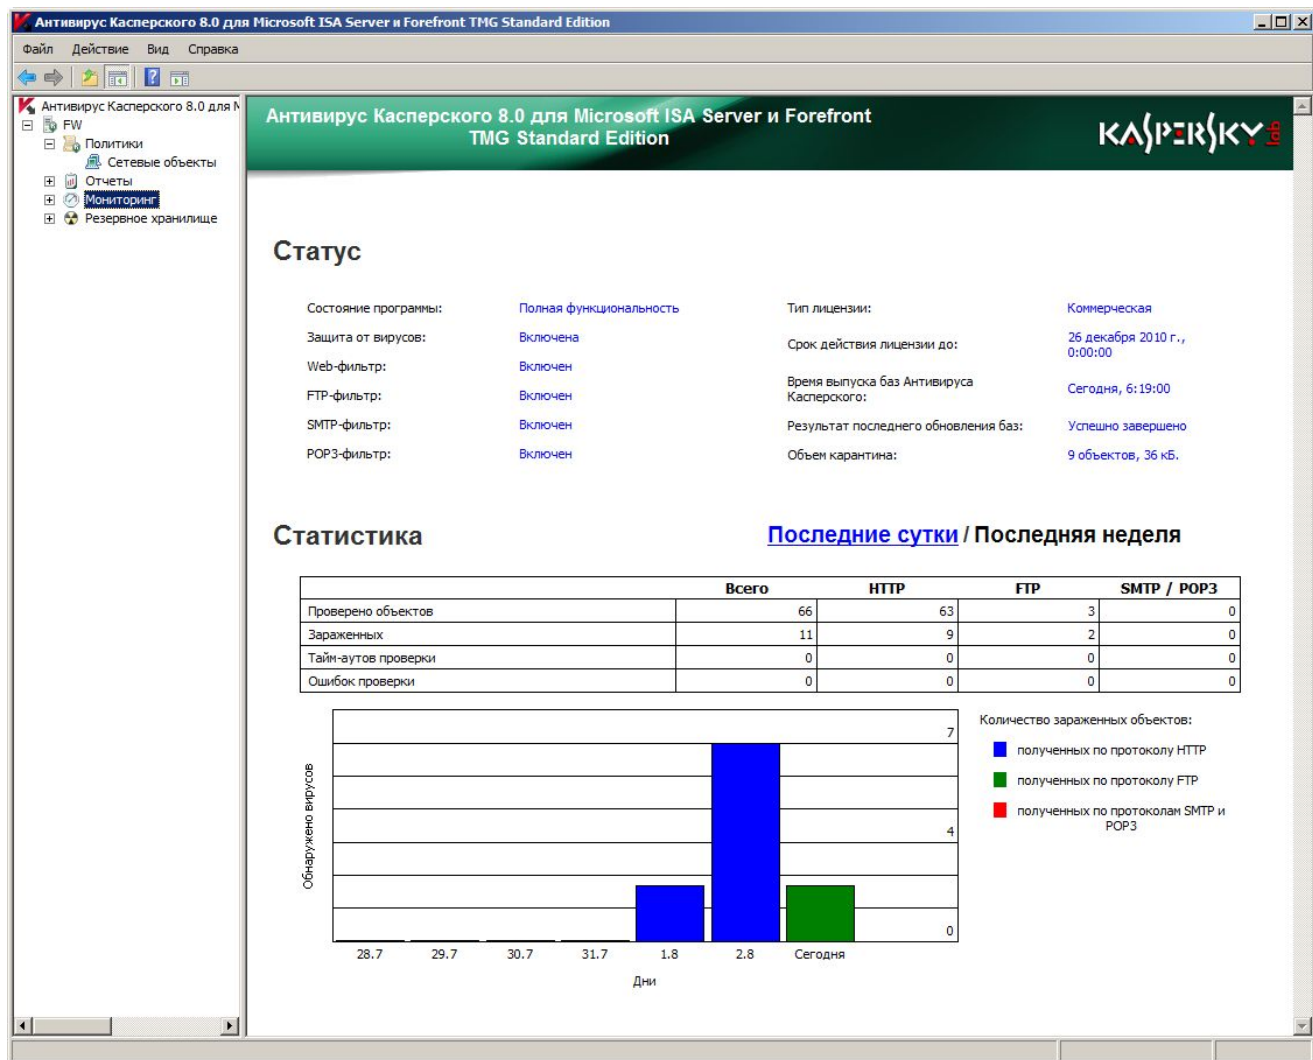 Антивирус Касперского 8.0 для Microsoft ISA Server и Forefront TMG Standard Edition
Файл Действие Вид Справка
Антивирус Касперского 8.0 для M
FW
Политики
Сетевые объекты
Отчеты
Мониторинг
Резервное хранилище
Антивирус Касперского 8.0 для Microsoft ISA Server и Forefront
TMG Standard Edition
KASPERSKY lab
Статус
Состояние программы: Полная функциональность
Защита от вирусов: Включена
Web-фильтр: Включен
FTP-фильтр: Включен
SMTP-фильтр: Включен
POP3-фильтр: Включен
Тип лицензии: Коммерческая
Срок действия лицензии до: 26 декабря 2010 г.,
0:00:00
Время выпуска баз Антивируса
Касперского: Сегодня, 6:19:00
Результат последнего обновления баз: Успешно завершено
Объем карантина: 9 объектов, 36 кБ.
Статистика
Последние сутки / Последняя неделя
Всего HTTP FTP SMTP / POP3
Проверено объектов 66 63 3 0
Зараженных 11 9 2 0
Тайм-аутов проверки 0 0 0 0
Ошибок проверки 0 0 0 0
Обнаружено вирусов
7
4
0
28.7 29.7 30.7 31.7 1.8 2.8 Сегодня
Дни
Количество зараженных объектов:
полученных по протоколу HTTP
полученных по протоколу FTP
полученных по протоколам SMTP и
POP3